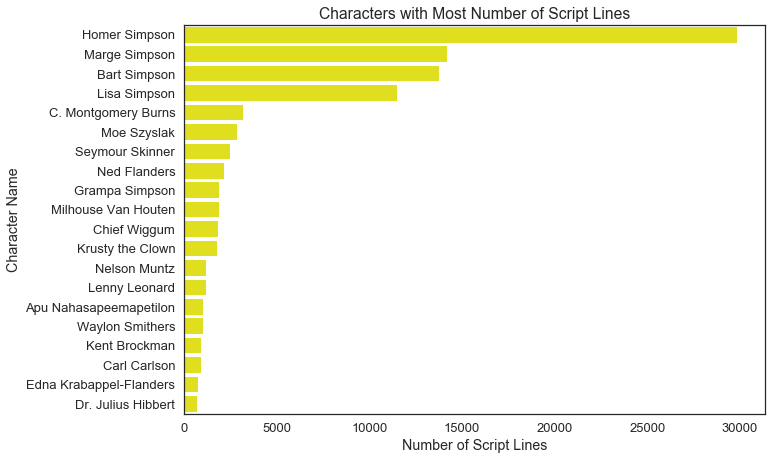 Characters with Most Number of Script Lines
Character Name
Homer Simpson
Marge Simpson
Bart Simpson
Lisa Simpson
C. Montgomery Burns
Moe Szyslak
Seymour Skinner
Ned Flanders
Grampa Simpson
Milhouse Van Houten
Chief Wiggum
Krusty the Clown
Nelson Muntz
Lenny Leonard
Apu Nahasapeemapetilon
Waylon Smithers
Kent Brockman
Carl Carlson
Edna Krabappel-Flanders
Dr. Julius Hibbert
0 5000 10000 15000 20000 25000 30000
Number of Script Lines